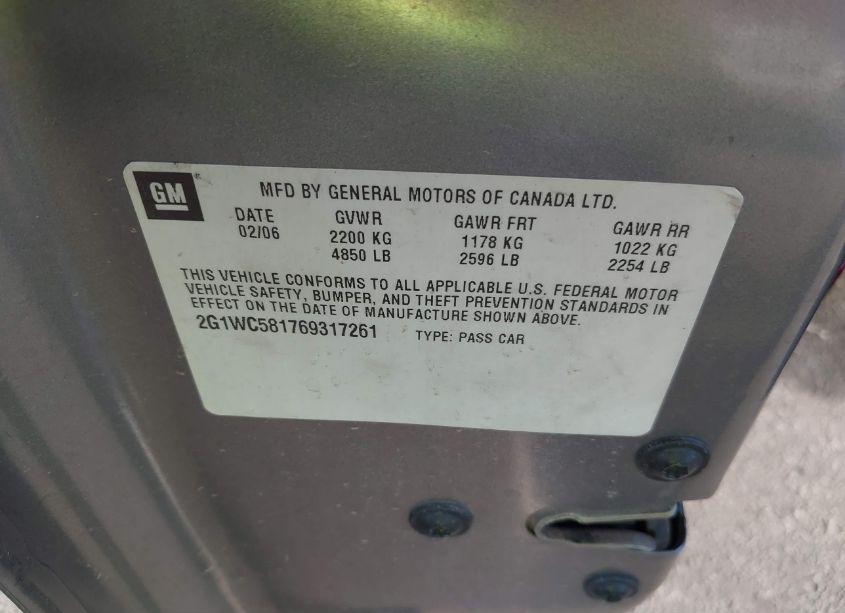 GM
MFD BY GENERAL MOTORS OF CANADA LTD.
DATE GVWR GAWR FRT GAWR RR
02/06 2200 KG 1178 KG 1022 KG
4850 LB 2596 LB 2254 LB
THIS VEHICLE CONFORMS TO ALL APPLICABLE U.S. FEDERAL MOTOR
VEHICLE SAFETY, BUMPER, AND THEFT PREVENTION STANDARDS IN
EFFECT ON THE DATE OF MANUFACTURE SHOWN ABOVE.
2G1WC581769317261 TYPE: PASS CAR